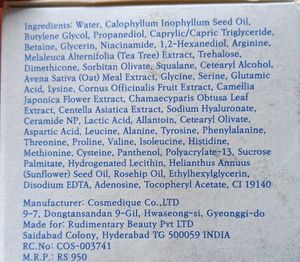 Ingredients: Water, Calophyllum Inophyllum Seed Oil,
Butylene Glycol, Propanediol, Caprylic/Capric Triglyceride,
Betaine, Glycerin, Niacinamide, 1,2-Hexanediol, Arginine,
Melaleuca Alternifolia (Tea Tree) Extract, Trehalose,
Dimethicone, Sorbitan Olivate, Squalane, Cetearyl Alcohol,
Avena Sativa (Oat) Meal Extract, Glycine, Serine, Glutamic
Acid, Lysine, Cornus Officinalis Fruit Extract, Camellia
Japonica Flower Extract, Chamaecyparis Obtusa Leaf
Extract, Centella Asiatica Extract, Sodium Hyaluronate,
Ceramide NP, Lactic Acid, Allantoin, Cetearyl Olivate,
Aspartic Acid, Leucine, Alanine, Tyrosine, Phenylalanine,
Threonine, Proline, Valine, Isoleucine, Histidine,
Methionine, Cysteine, Panthenol, Polyacrylate-13, Sucrose
Palmitate, Hydrogenated Lecithin, Helianthus Annuus
(Sunflower) Seed Oil, Rosehip Oil, Ethylhexylglycerin,
Disodium EDTA, Adenosine, Tocopheryl Acetate, CI 19140
Manufacturer: Cosmedique Co.,LTD
9-7, Dongtansandan 9-Gil, Hwaseong-si, Gyeonggi-do
Made for: Rudimentary Beauty Pvt LTD
Saidabad Colony, Hyderabad TG 500059 INDIA
RC.No: COS-003741
M.R.P.: RS 950